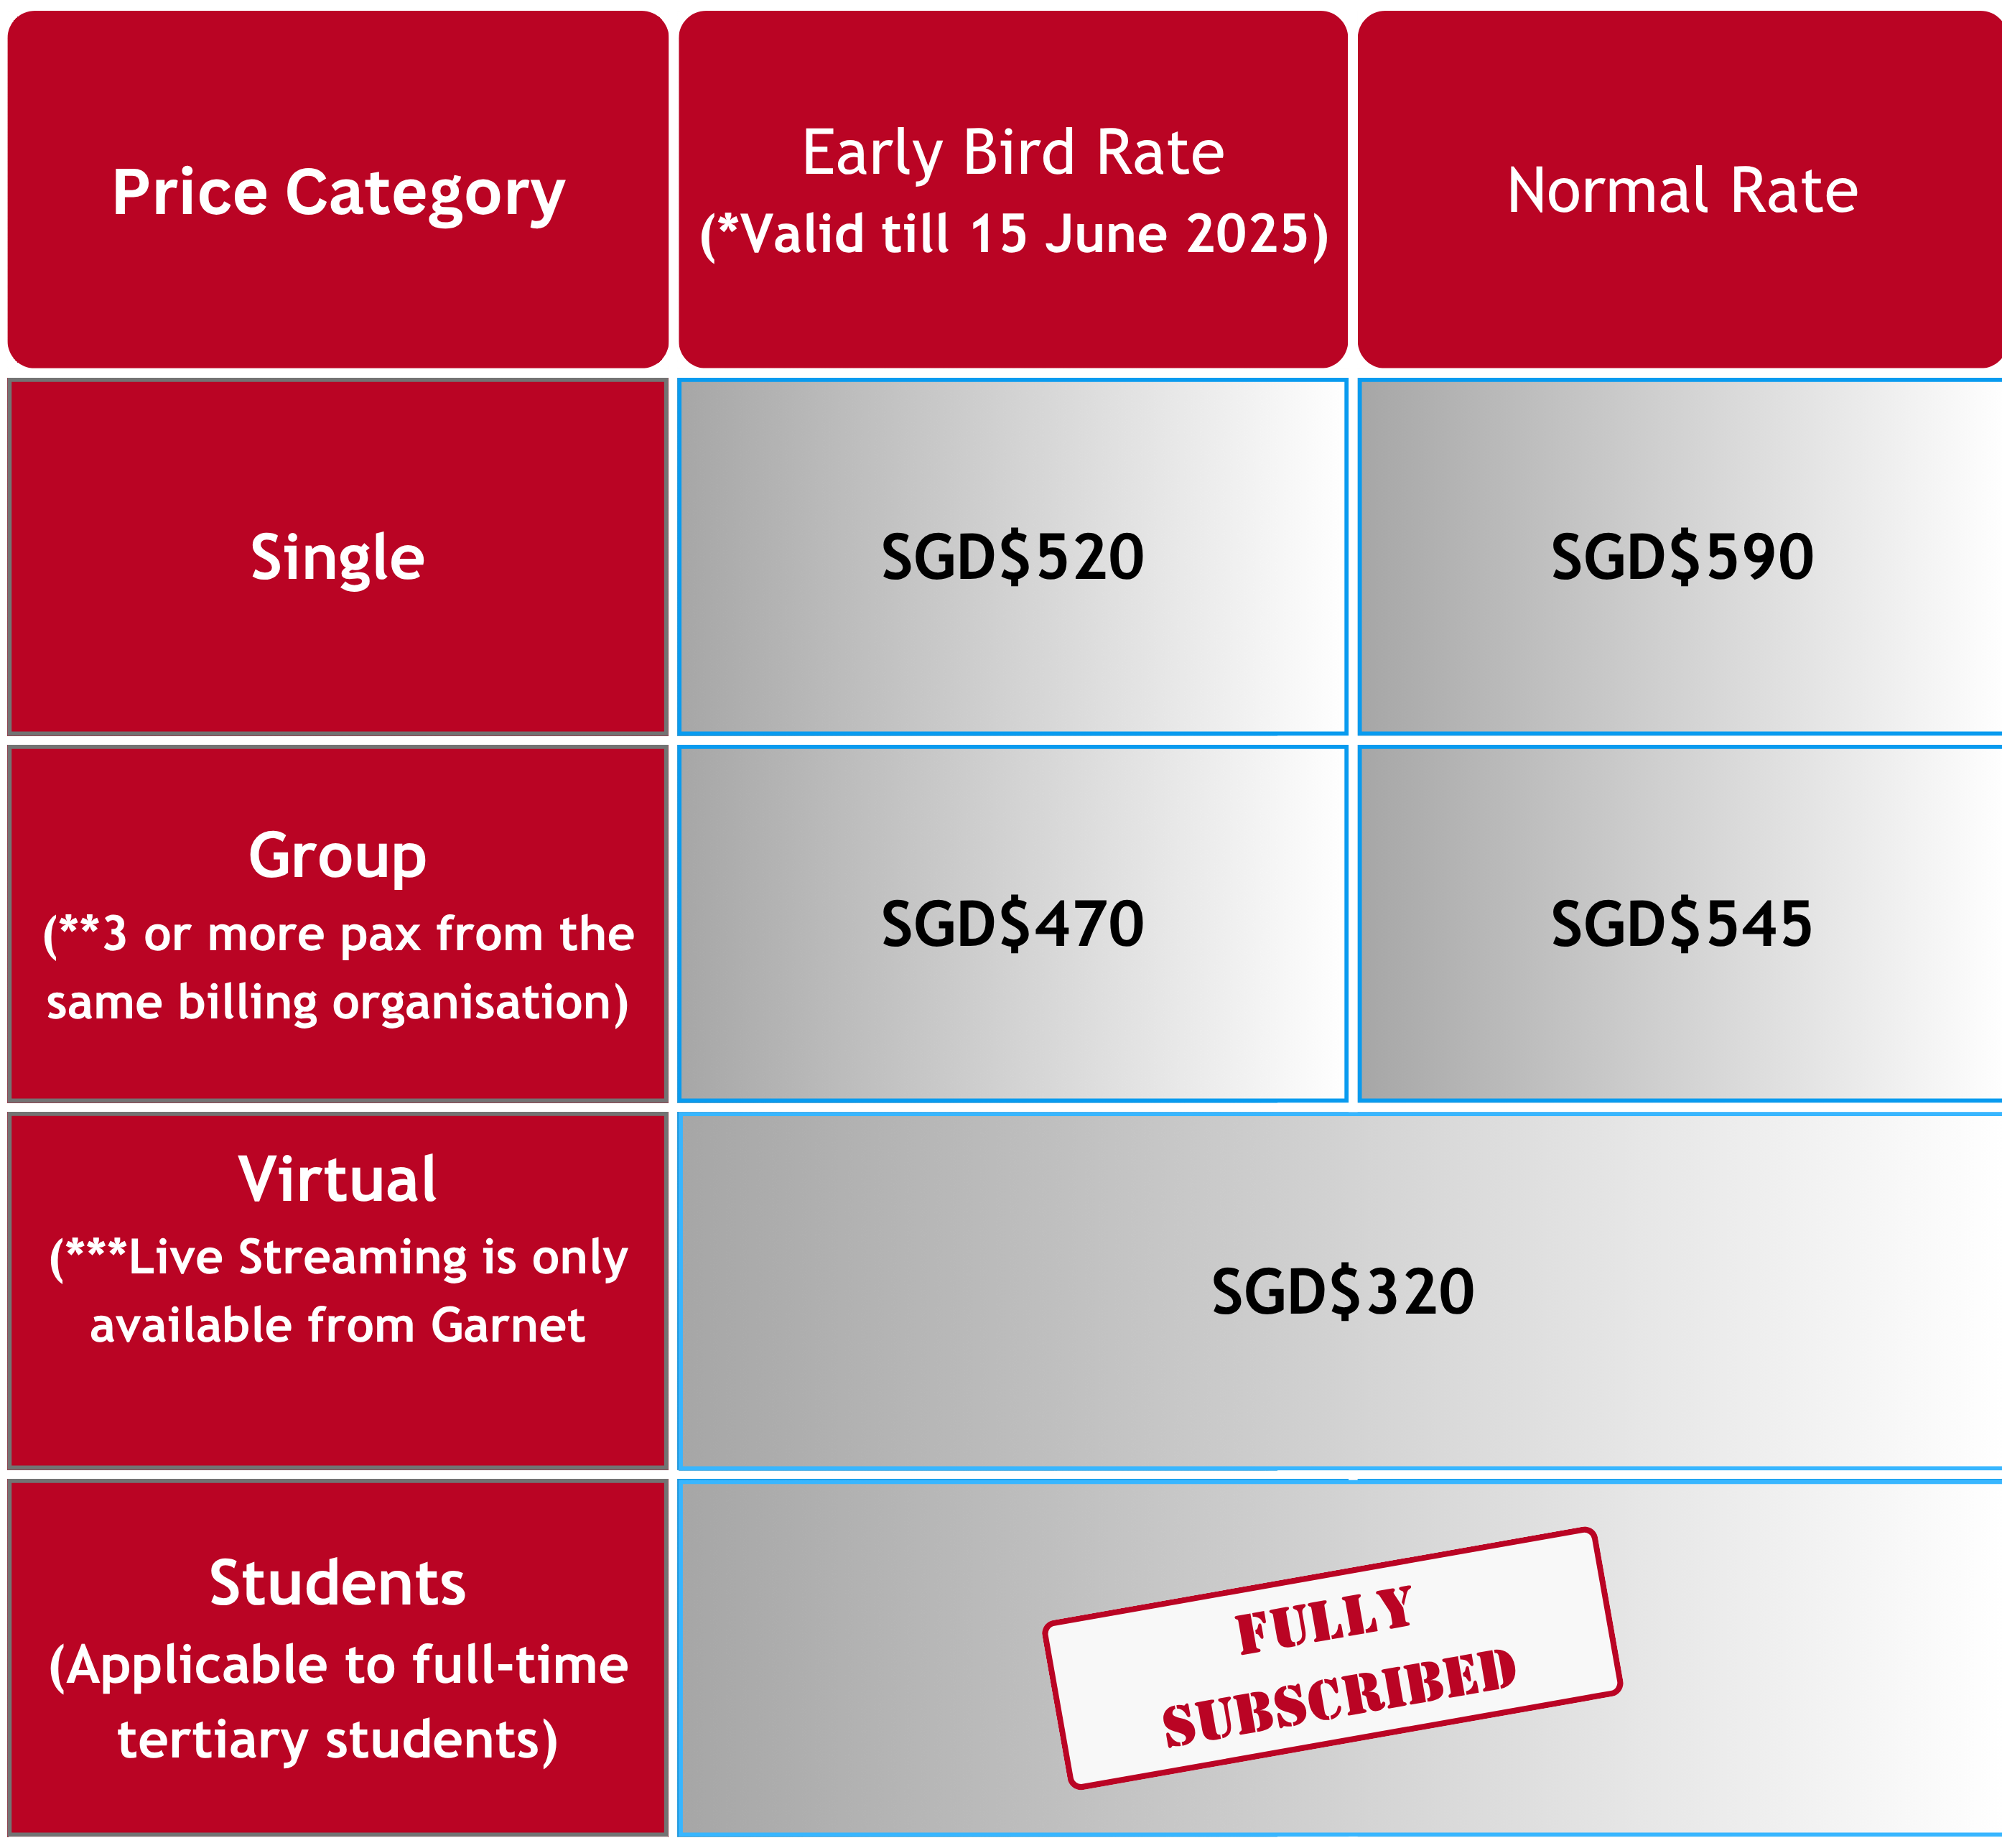 Price Category
Early Bird Rate
(*Valid till 15 June 2025)
Normal Rate
Single
SGD$520
SGD$590
Group
(**3 or more pax from the
same billing organisation)
SGD$470
SGD$545
Virtual
(***Live Streaming is only
available from Garnet
SGD$320
Students
(Applicable to full-time
tertiary students)
FULLY
SUBSCRIBED